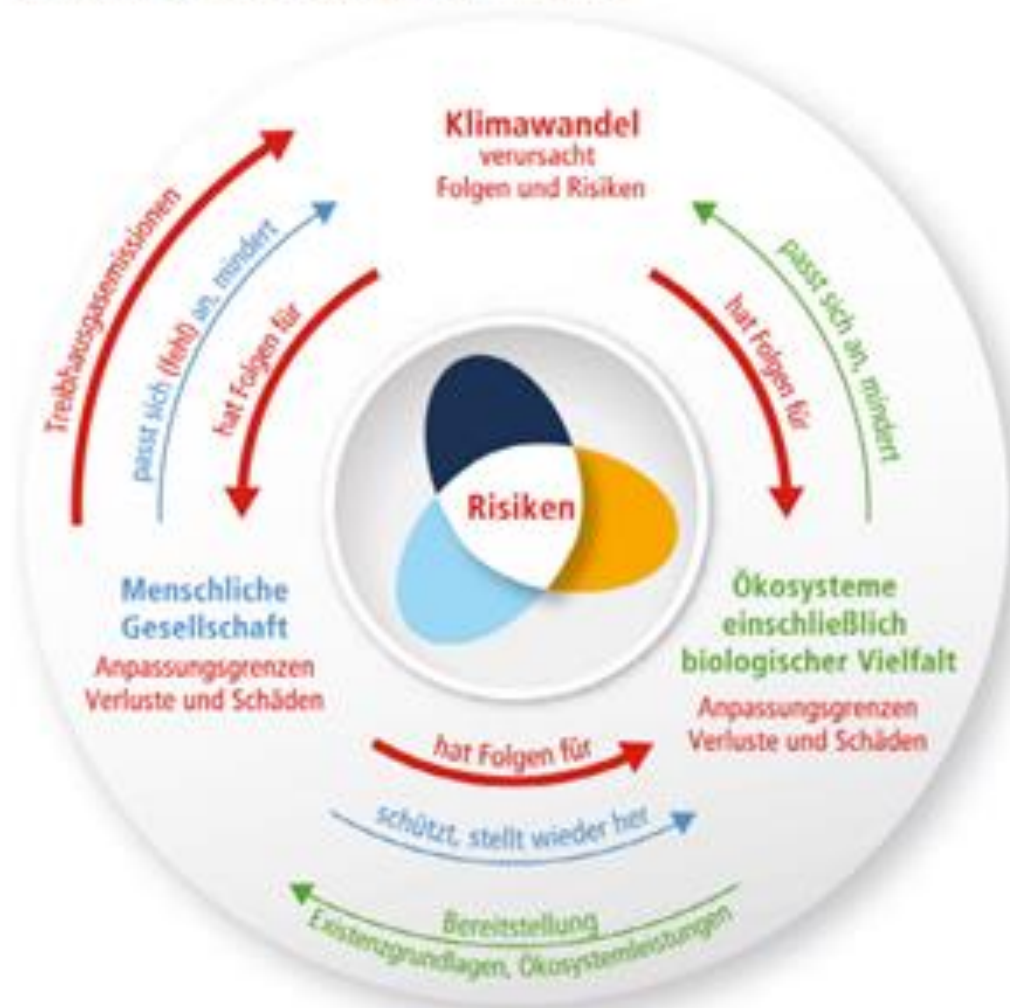 Klimawandel
verursacht
Folgen und Risiken
Treibhausgasemissionen
passt sich (fehl) an, mindert
hat Folgen für
hat Folgen für
passt sich an, mindert
Risiken
Menschliche
Gesellschaft
Anpassungsgrenzen
Verluste und Schäden
Ökosysteme
einschließlich
biologischer Vielfalt
Anpassungsgrenzen
Verluste und Schäden
hat Folgen für
schützt, stellt wieder her
Bereitstellung
Existenzgrundlagen, Ökosystemleistungen